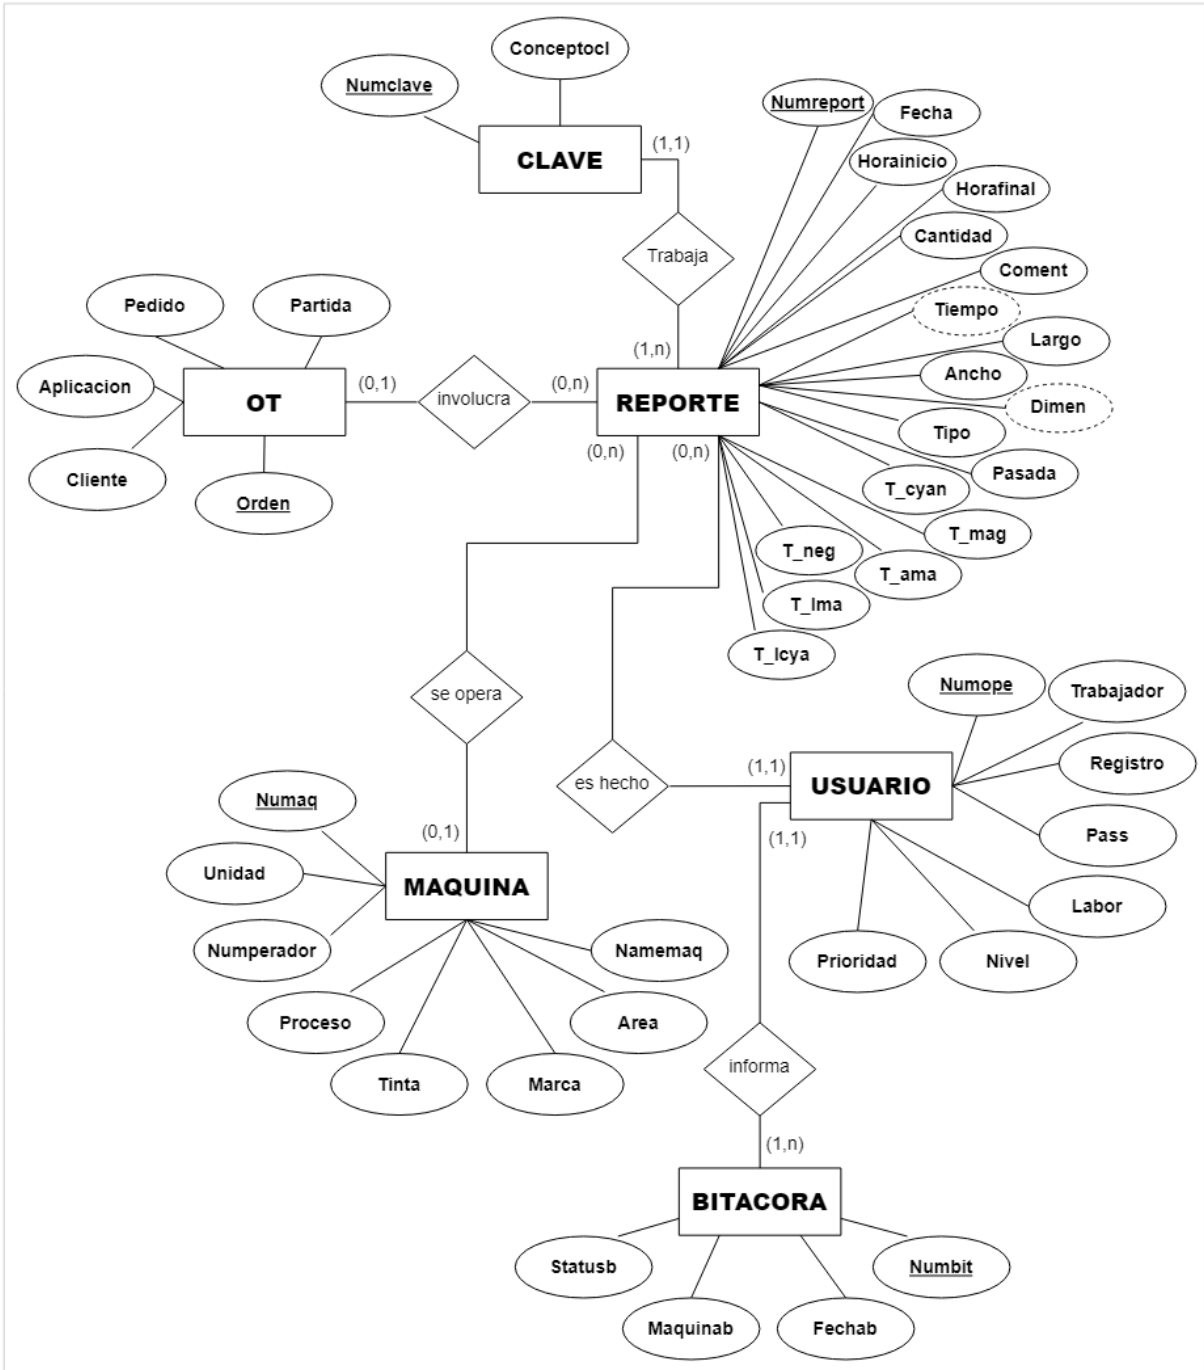 Conceptocl
Numclave
CLAVE
(1,1)
Numreport
Fecha
Horainicio
Horafinal
Cantidad
Coment
Trabaja
Tiempo
Largo
Ancho
Dimen
Tipo
Pasada
T_cyan
T_mag
T_ama
T_neg
T_lma
T_lcya
(1,n)
Pedido
Partida
Aplicacion
OT
(0,1)
involucra
(0,n)
REPORTE
Cliente
Orden
(0,n)
(0,n)
se opera
es hecho
(1,1)
USUARIO
(1,1)
Numope
Trabajador
Registro
Pass
Labor
Nivel
Prioridad
Numaq
(0,1)
Unidad
MAQUINA
Numperador
Namemaq
Proceso
Area
Tinta
Marca
informa
(1,n)
BITACORA
Statusb
Numbit
Maquinab
Fechab